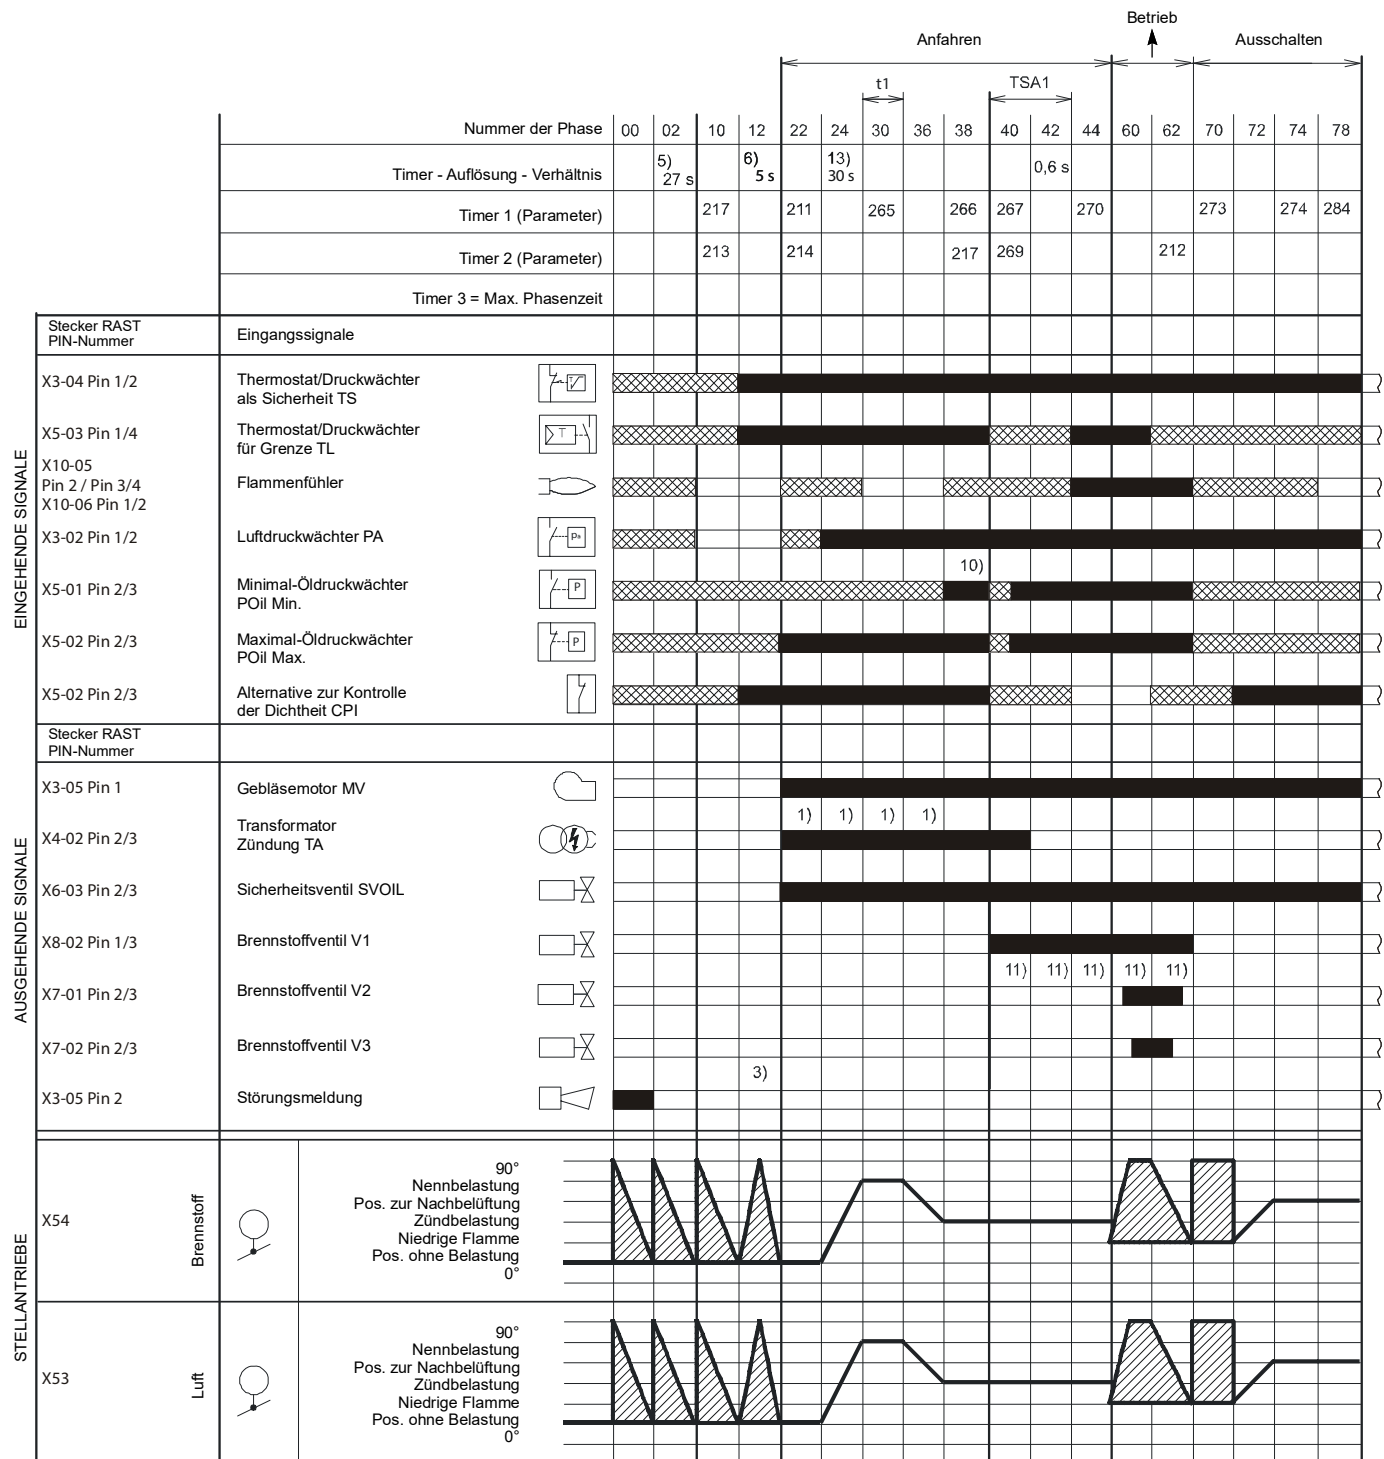 Betrieb
Anfahren
Ausschalten
t1
TSA1
Nummer der Phase 00 02 10 12 22 24 30 36 38 40 42 44 60 62 70 72 74 78
Timer - Auflösung - Verhältnis 5) 27 s 6) 5 s 13) 30 s 0,6 s
Timer 1 (Parameter) 217 211 265 266 267 270 273 274 284
Timer 2 (Parameter) 213 214 217 269 212
Timer 3 = Max. Phasenzeit
Stecker RAST
PIN-Nummer
Eingangssignale
EINGEHENDE SIGNALE
X3-04 Pin 1/2
Thermostat/Druckwächter
als Sicherheit TS
T
X5-03 Pin 1/4
Thermostat/Druckwächter
für Grenze TL
T
X10-05
Pin 2 / Pin 3/4
X10-06 Pin 1/2
Flammenfühler
X3-02 Pin 1/2
Luftdruckwächter PA
Pa
10)
X5-01 Pin 2/3
Minimal-Öldruckwächter
POil Min.
P
X5-02 Pin 2/3
Maximal-Öldruckwächter
POil Max.
P
X5-02 Pin 2/3
Alternative zur Kontrolle
der Dichtheit CPI
Stecker RAST
PIN-Nummer
AUSGEHENDE SIGNALE
X3-05 Pin 1
Gebläsemotor MV
1) 1) 1) 1)
X4-02 Pin 2/3
Transformator
Zündung TA
X6-03 Pin 2/3
Sicherheitsventil SVOIL
X8-02 Pin 1/3
Brennstoffventil V1
11) 11) 11) 11) 11)
X7-01 Pin 2/3
Brennstoffventil V2
X7-02 Pin 2/3
Brennstoffventil V3
3)
X3-05 Pin 2
Störungsmeldung
STELLANTRIEBE
X54
Brennstoff
90°
Nennbelastung
Pos. zur Nachbelüftung
Zündbelastung
Niedrige Flamme
Pos. ohne Belastung
0°
X53
Luft
90°
Nennbelastung
Pos. zur Nachbelüftung
Zündbelastung
Niedrige Flamme
Pos. ohne Belastung
0°